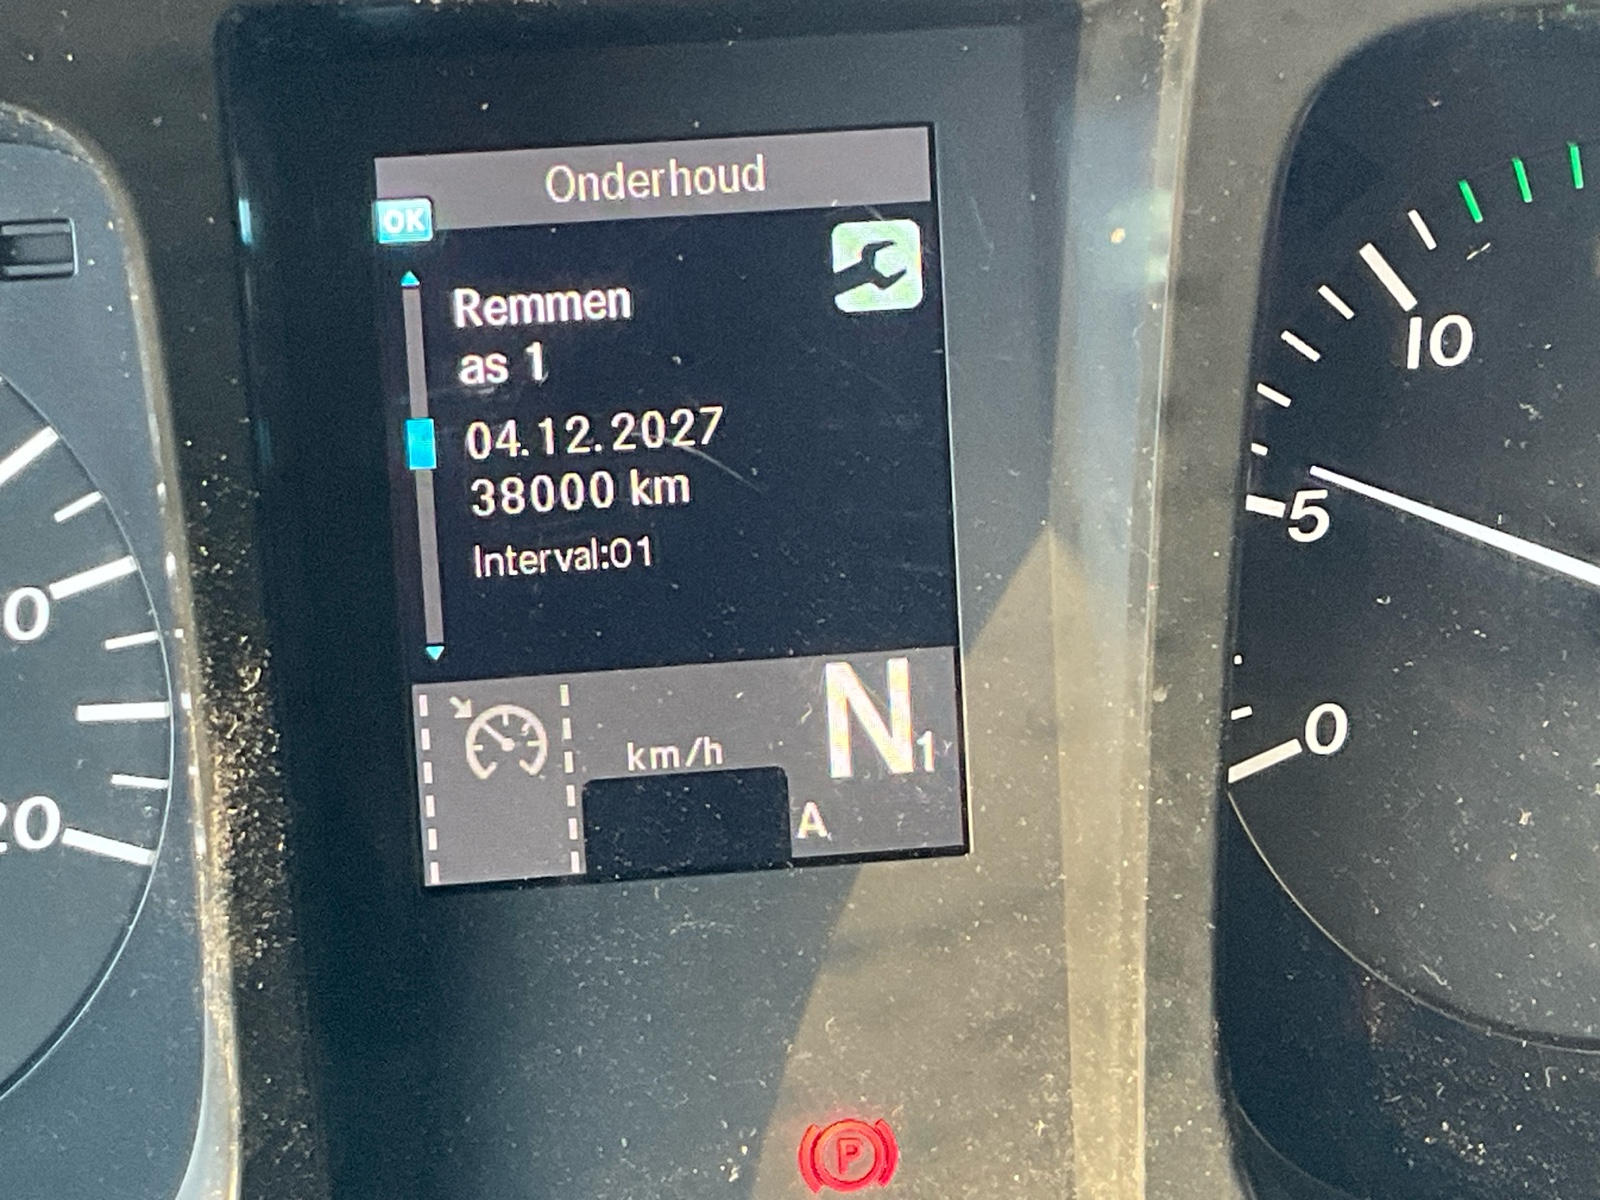 Onderhoud
OK
Remmen
as 1
04.12.2027
38000 km
Interval:01
km/h
N1
A
10
5
0
P